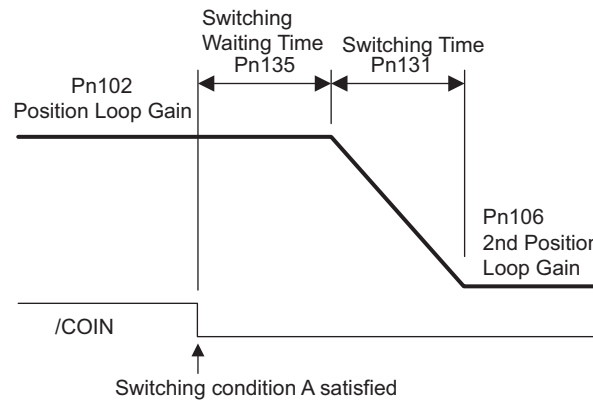 Switching
Waiting Time
Pn135
Switching Time
Pn131
Pn102
Position Loop Gain
Pn106
2nd Position
Loop Gain
/COIN
Switching condition A satisfied